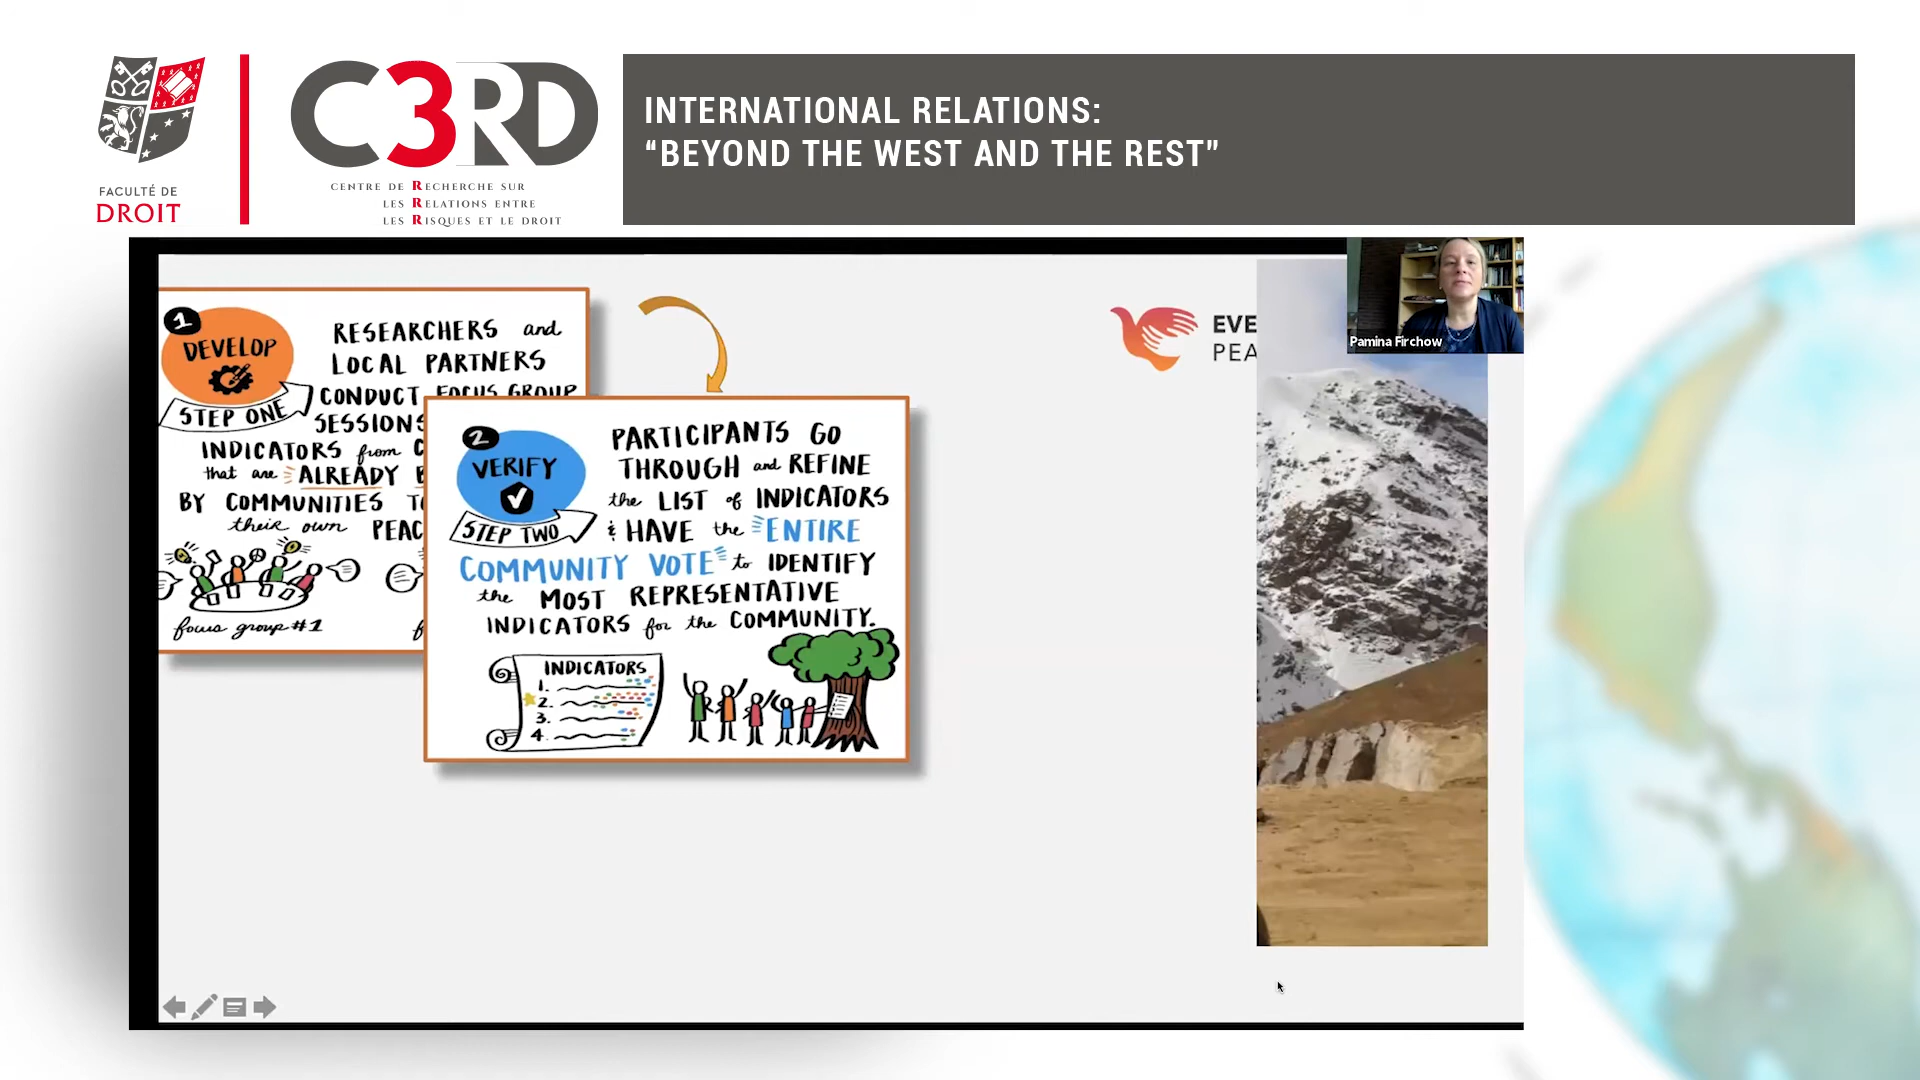 FACULTÉ DE
DROIT
C3RD
CENTRE DE RECHERCHE SUR
LES RELATIONS ENTRE
LES RISQUES ET LE DROIT
INTERNATIONAL RELATIONS:
“BEYOND THE WEST AND THE REST”
1
DEVELOP
STEP ONE
RESEARCHERS and
LOCAL PARTNERS
CONDUCT FOCUS GROUP
SESSIONS
INDICATORS from
that are ALREADY
BY COMMUNITIES
their own
focus group #1
2
VERIFY
STEP TWO
PARTICIPANTS GO
THROUGH and REFINE
the LIST of INDICATORS
& HAVE the ENTIRE
COMMUNITY VOTE to IDENTIFY
the MOST REPRESENTATIVE
INDICATORS for the COMMUNITY.
INDICATORS
1.
2.
3.
4.
EVE
PEA
Pamina Firchow